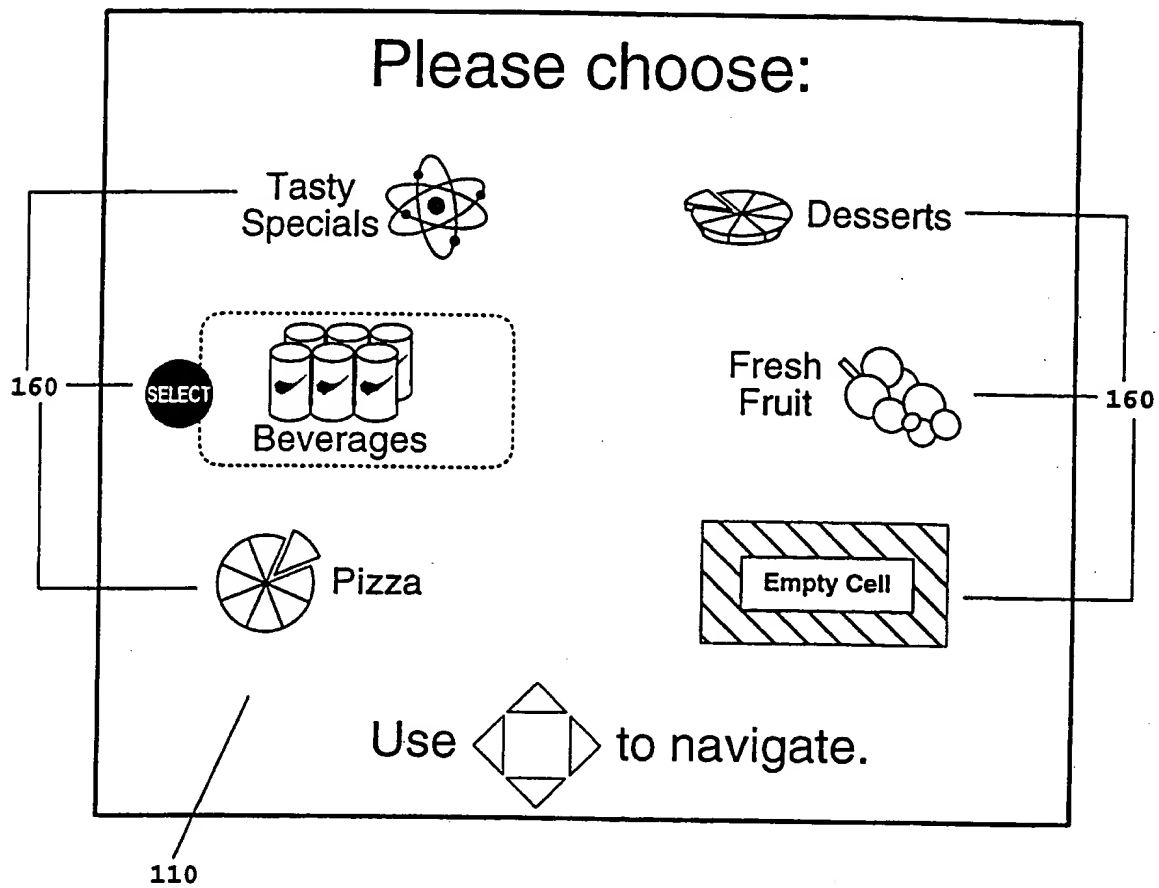 Please choose:
Tasty
Specials
Desserts
160
SELECT
Beverages
Fresh
Fruit
160
Pizza
Empty Cell
Use to navigate.
110